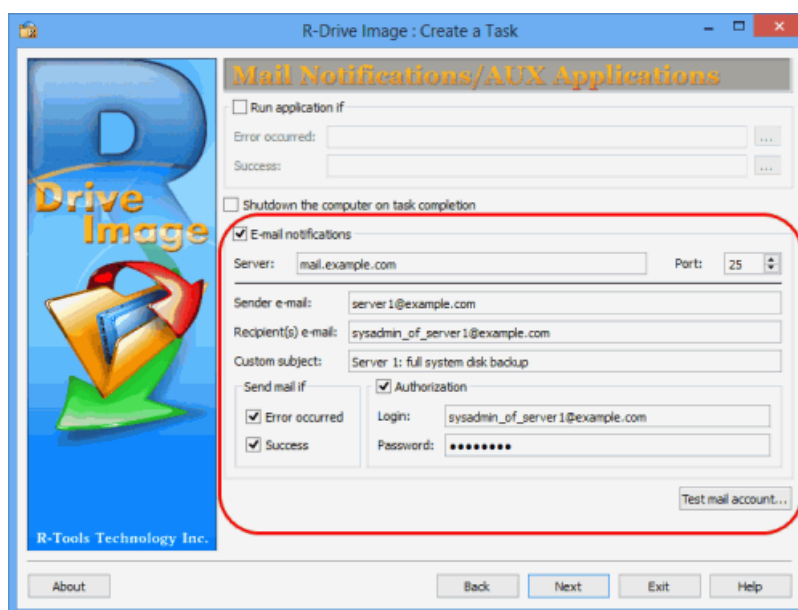 R-Drive Image : Create a Task
R
Drive
Image
R-Tools Technology Inc.
Mail Notifications/AUX Applications
Run application if
Error occurred:
...
Success:
...
Shutdown the computer on task completion
E-mail notifications
Server: mail.example.com Port: 25
Sender e-mail: server1@example.com
Recipient(s) e-mail: sysadmin_of_server1@example.com
Custom subject: Server 1: full system disk backup
Send mail if
Error occurred
Success
Authorization
Login: sysadmin_of_server1@example.com
Password: ••••••••
Test mail account...
About Back Next Exit Help